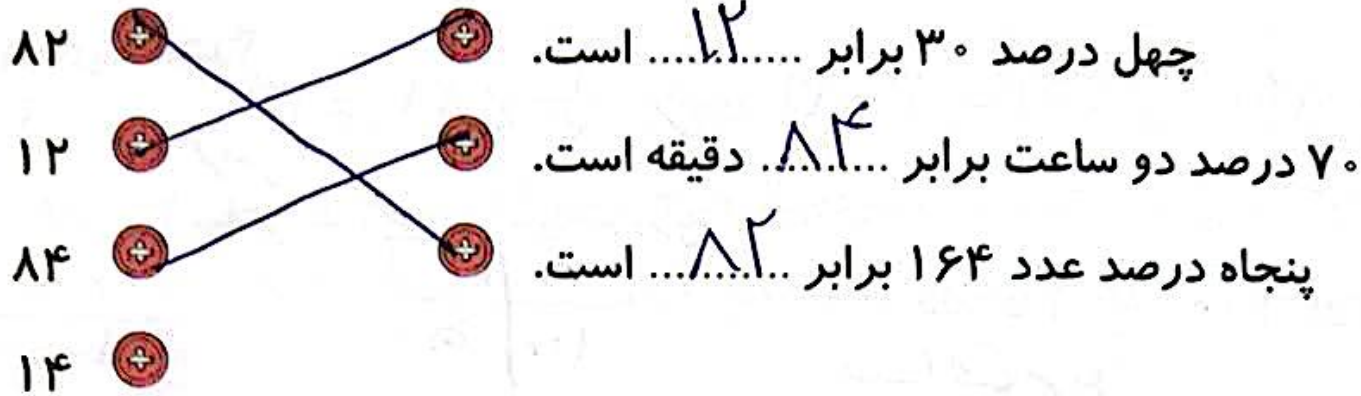 چهل درصد ۳۰ برابر ....۱۲.... است. ۸۲
۷۰ درصد دو ساعت برابر ....۸۴.... دقیقه است. ۱۲
پنجاه درصد عدد ۱۶۴ برابر ....۸۲.... است. ۸۴
۱۴